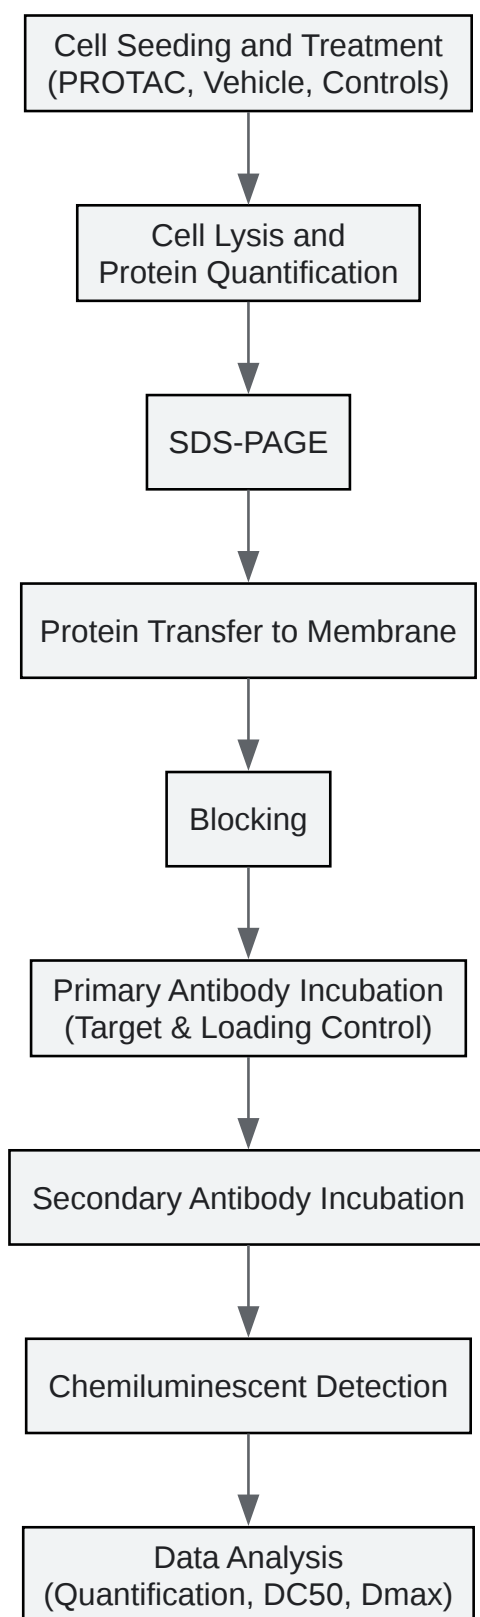 Cell Seeding and Treatment
(PROTAC, Vehicle, Controls)
Cell Lysis and
Protein Quantification
SDS-PAGE
Protein Transfer to Membrane
Blocking
Primary Antibody Incubation
(Target & Loading Control)
Secondary Antibody Incubation
Chemiluminescent Detection
Data Analysis
(Quantification, DC50, Dmax)